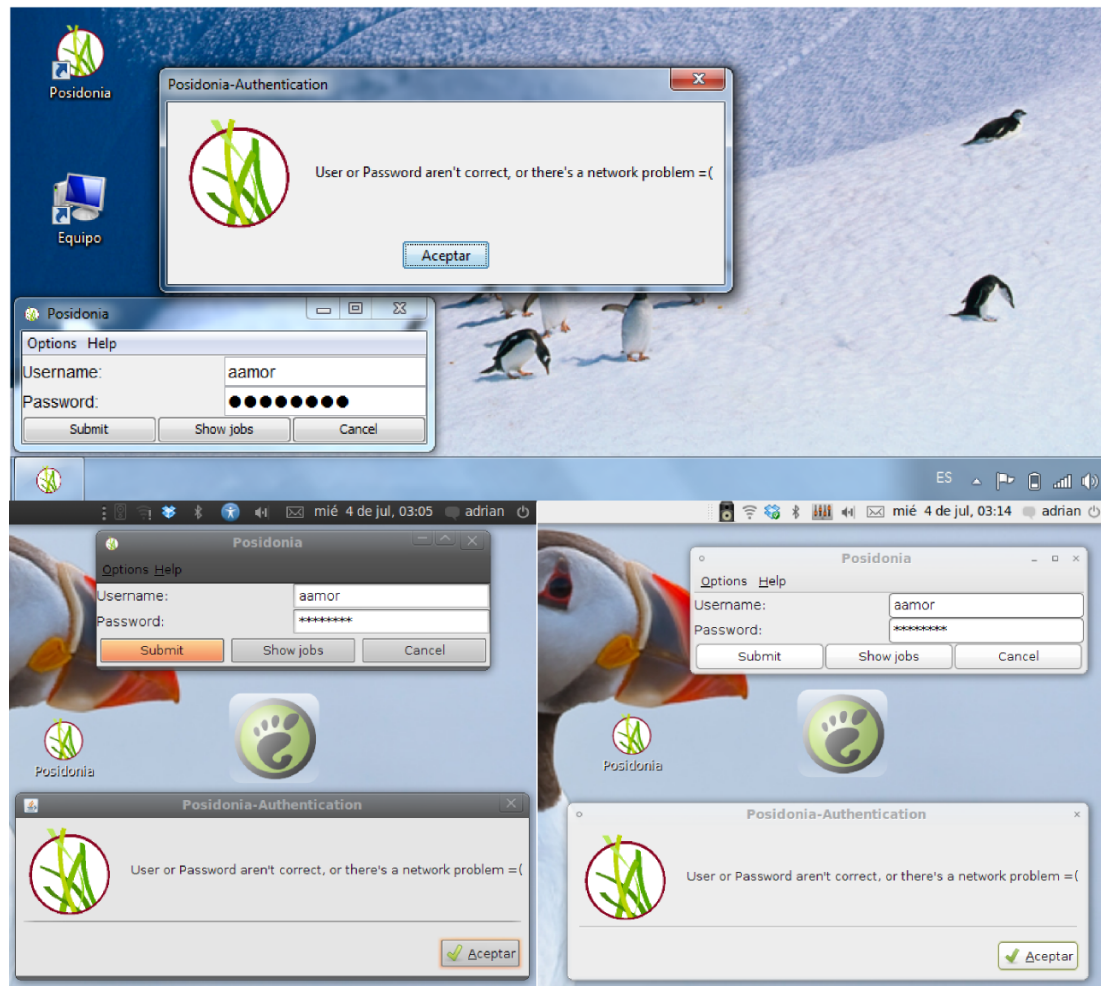 Posidonia
Posidonia-Authentication
User or Password aren't correct, or there's a network problem =(
Aceptar
Equipo
Posidonia
Options Help
Username: aamor
Password: ●●●●●●●●
Submit Show jobs Cancel
ES
mié 4 de jul, 03:05 adrian
Posidonia
Options Help
Username: aamor
Password: ********
Submit Show jobs Cancel
Posidonia
Posidonia-Authentication
User or Password aren't correct, or there's a network problem =(
Aceptar
mié 4 de jul, 03:14 adrian
Posidonia
Options Help
Username: aamor
Password: ********
Submit Show jobs Cancel
Posidonia
Posidonia-Authentication
User or Password aren't correct, or there's a network problem =(
Aceptar